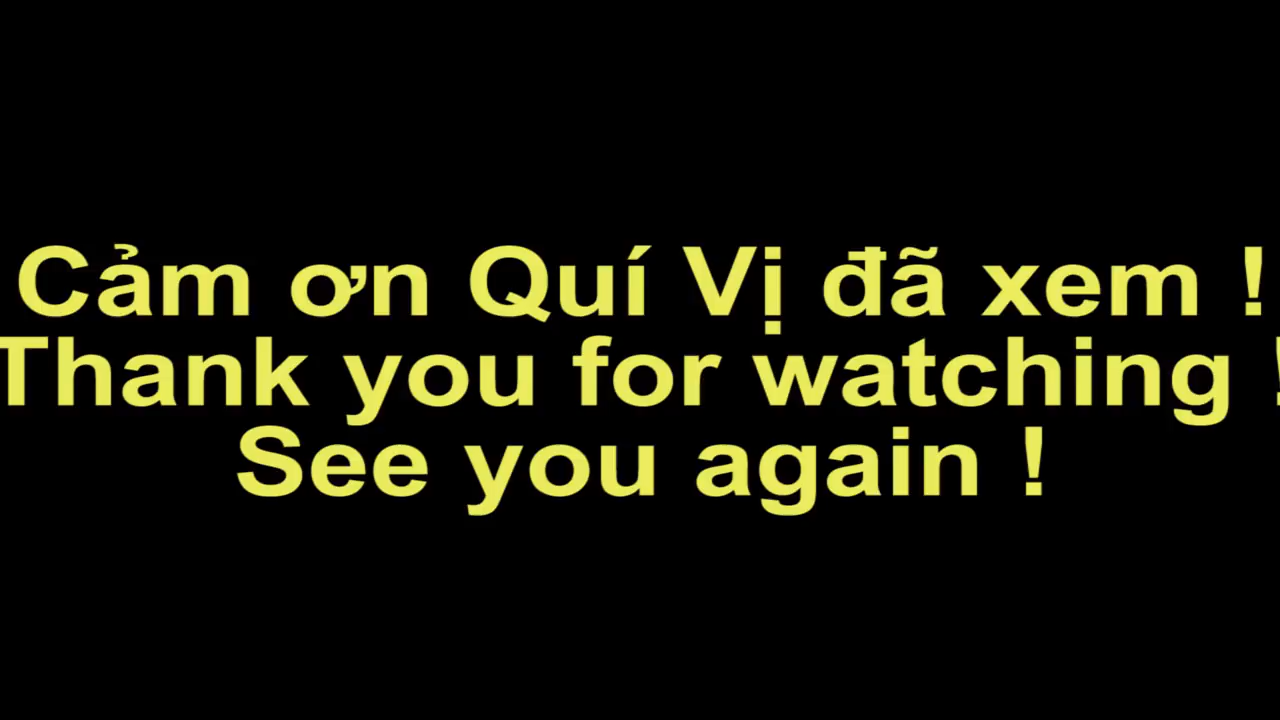 Cảm ơn Quí Vị đã xem !
Thank you for watching !
See you again !